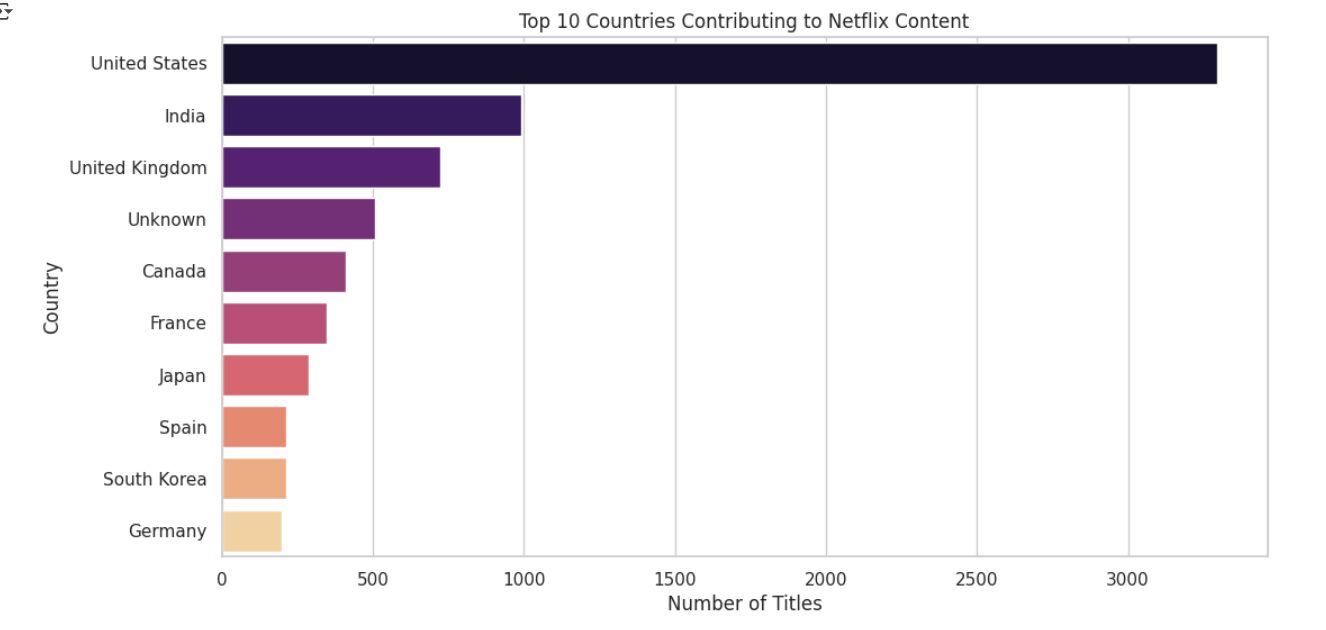 Top 10 Countries Contributing to Netflix Content
United States
India
United Kingdom
Unknown
Canada
France
Japan
Spain
South Korea
Germany
Country
0 500 1000 1500 2000 2500 3000
Number of Titles